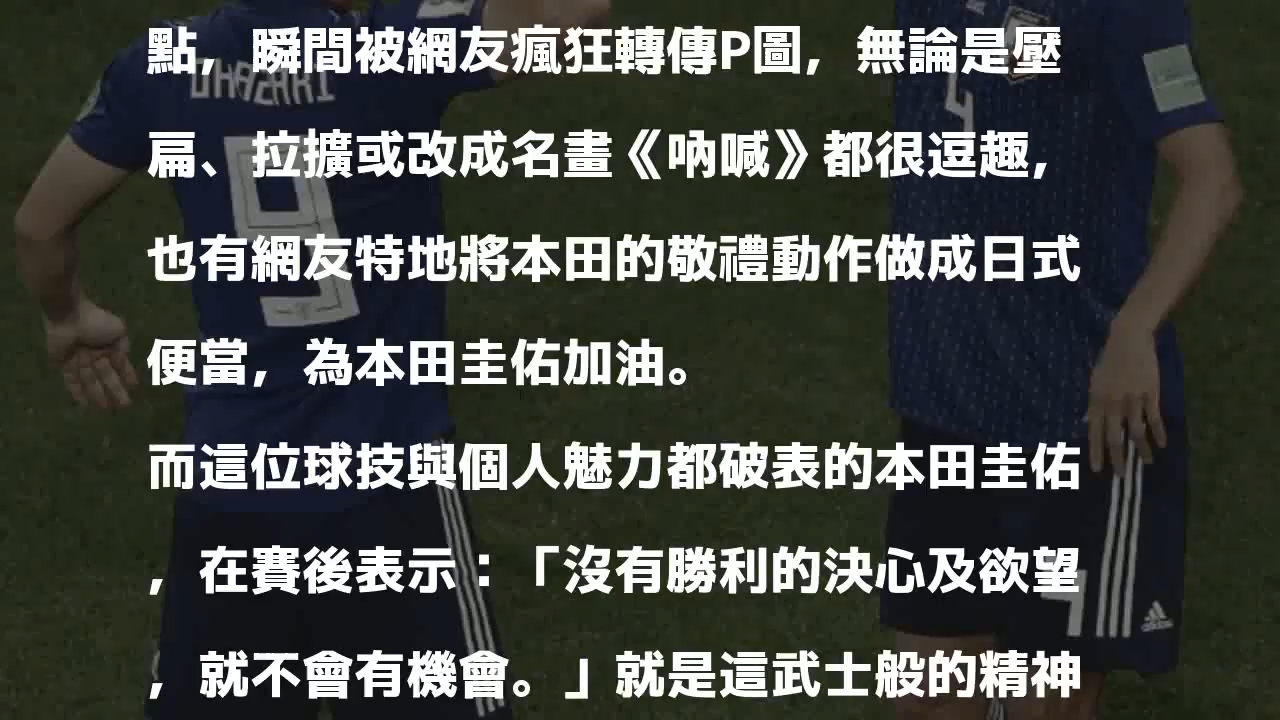 點，瞬間被網友瘋狂轉傳P圖，無論是壓
扁、拉擴或改成名畫《吶喊》都很逗趣，
也有網友特地將本田的敬禮動作做成日式
便當，為本田圭佑加油。
而這位球技與個人魅力都破表的本田圭佑
，在賽後表示：「沒有勝利的決心及欲望
，就不會有機會。」就是這武士般的精神
OKAZAKI
9
4
4
adidas